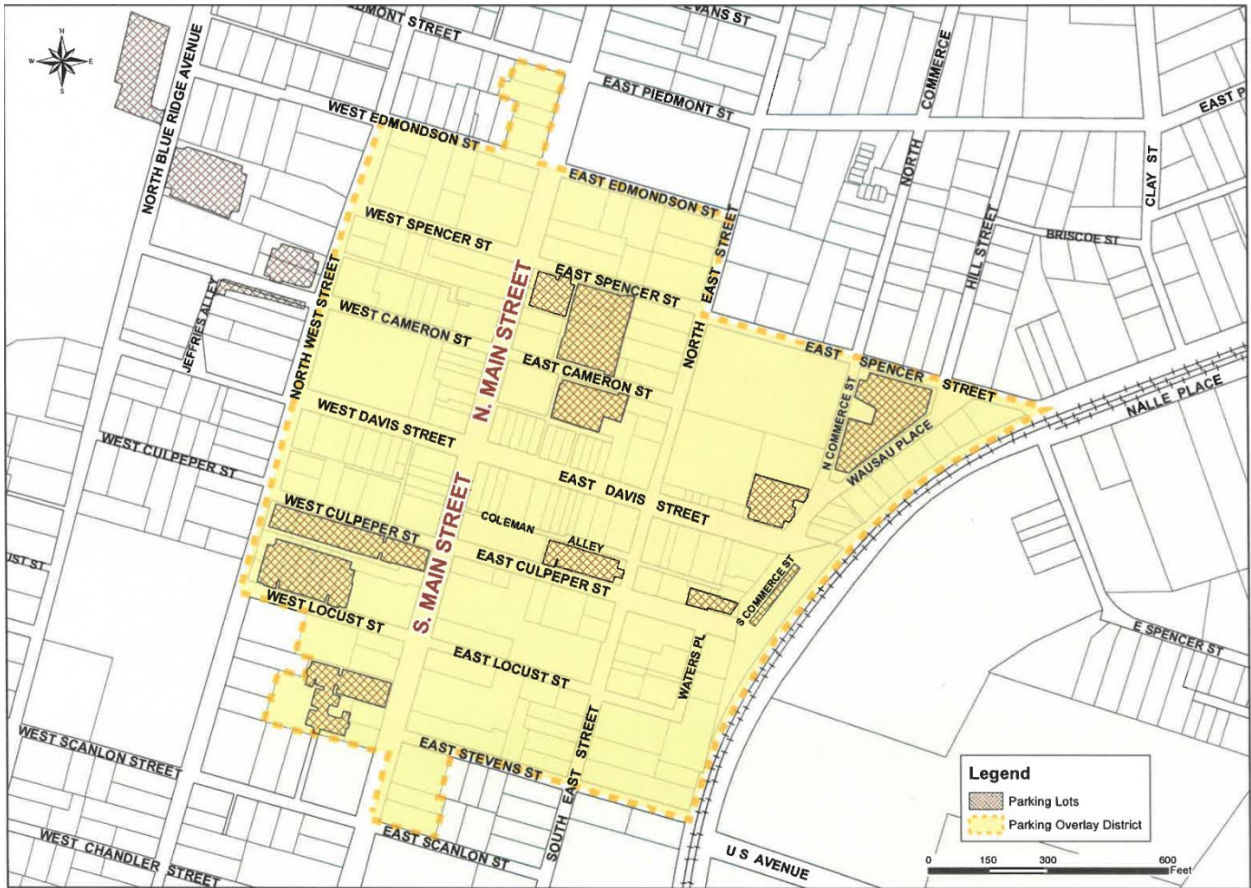 EDMONT STREET
EVANS ST
N
W E
S
NORTH BLUE RIDGE AVENUE
EAST PIEDMONT ST
NORTH COMMERCE
WEST EDMONDSON ST
EAST P
CLAY ST
EAST EDMONDSON ST
HILL STREET
BRISCOE ST
WEST SPENCER ST
NORTH EAST STREET
EAST SPENCER ST
JEFFRIES ALLEY
NORTH WEST STREET
WEST CAMERON ST
N. MAIN STREET
EAST CAMERON ST
EAST SPENCER STREET
NALLE PLACE
N COMMERCE ST
WAUSAU PLACE
WEST DAVIS STREET
WEST CULPEPER ST
EAST DAVIS STREET
WEST CULPEPER ST
COLEMAN ALLEY
S. MAIN STREET
EAST CULPEPER ST
S COMMERCE ST
UST ST
WEST LOCUST ST
EAST LOCUST ST
WATERS PL
E SPENCER ST
WEST SCANLON STREET
EAST STEVENS ST
SOUTH EAST STREET
EAST SCANLON ST
WEST CHANDLER STREET
U S AVENUE
Legend
Parking Lots
Parking Overlay District
0 150 300 600
Feet